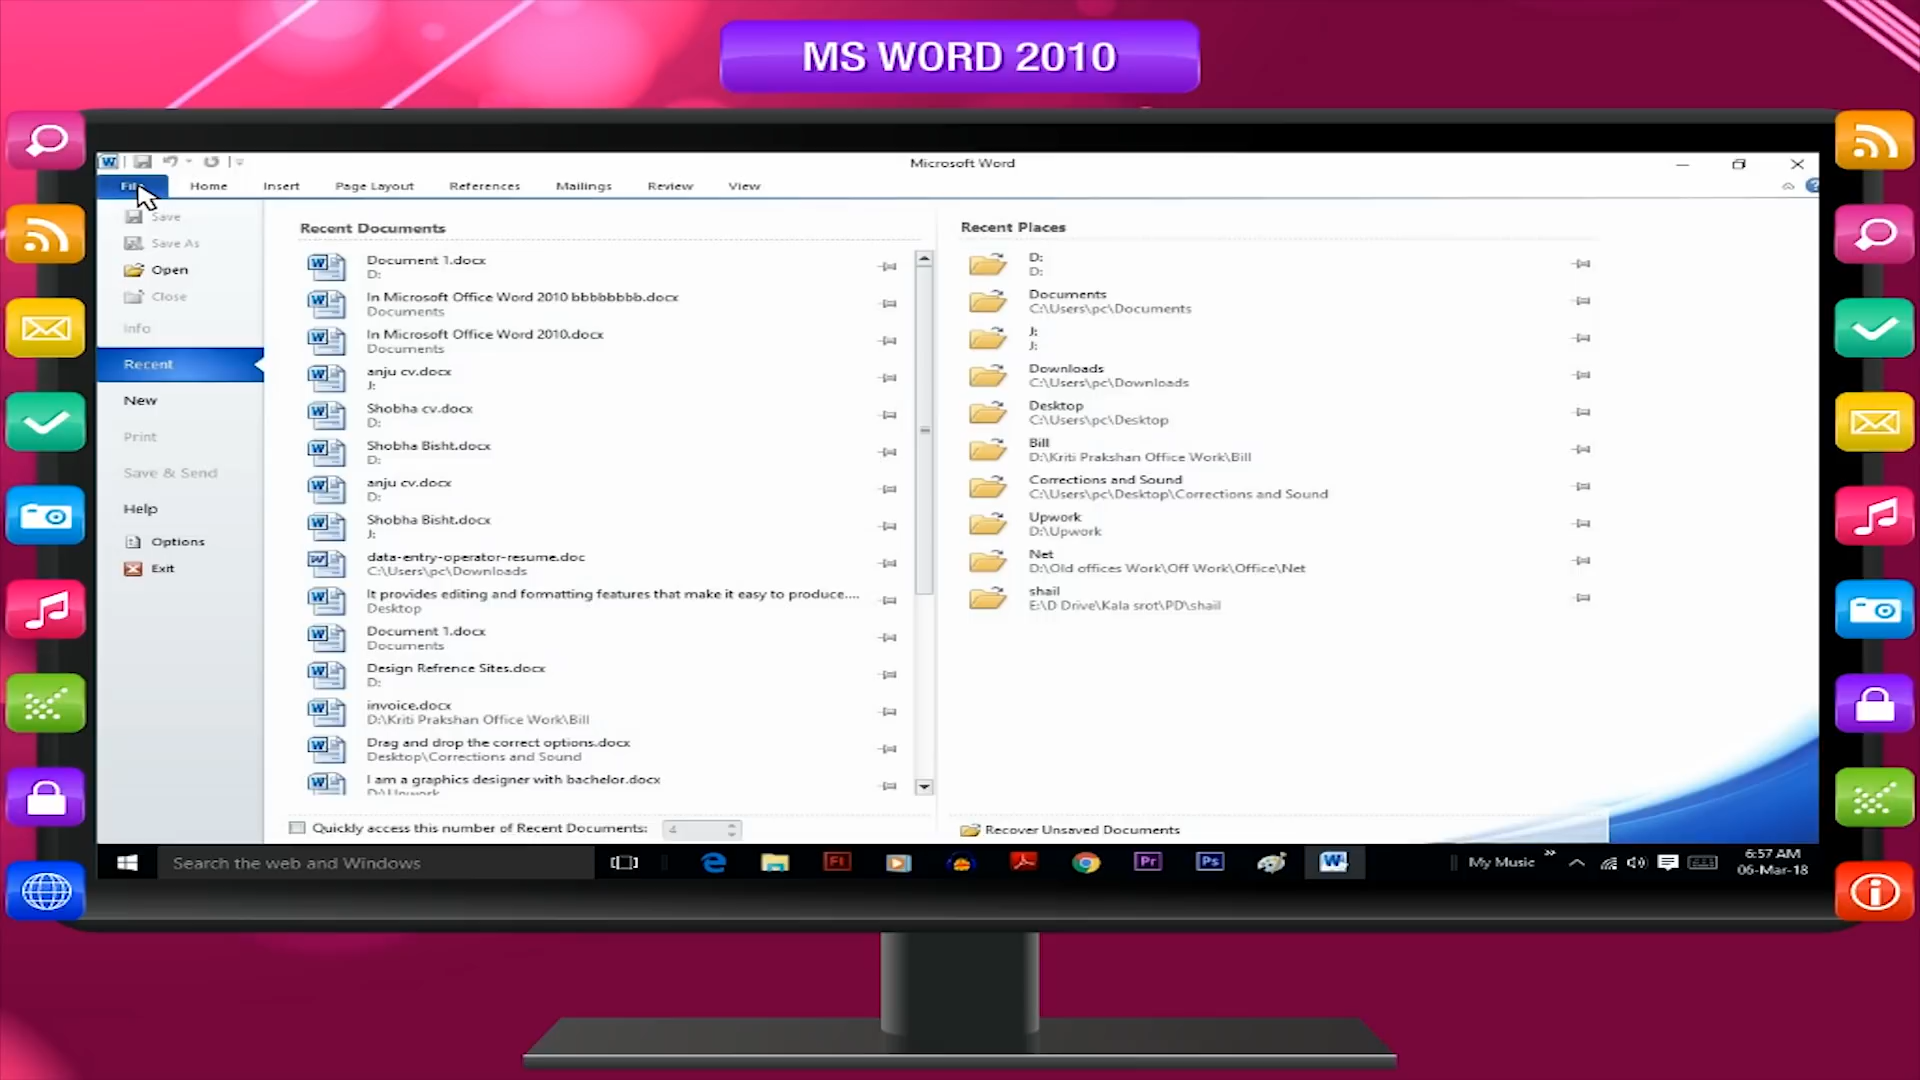 MS WORD 2010
Microsoft Word
Home Insert Page Layout References Mailings Review View
Save
Save As
Open
Close
Info
Recent
New
Print
Save & Send
Help
Options
Exit
Recent Documents
Document 1.docx
D:
In Microsoft Office Word 2010 bbbbbbbb.docx
Documents
In Microsoft Office Word 2010.docx
Documents
anju cv.docx
J:
Shobha cv.docx
D:
Shobha Bisht.docx
D:
anju cv.docx
D:
Shobha Bisht.docx
J:
data-entry-operator-resume.doc
C:\Users\pc\Downloads
It provides editing and formatting features that make it easy to produce....
Desktop
Document 1.docx
Documents
Design Refrence Sites.docx
D:
invoice.docx
D:\Kriti Prakshan Office Work\Bill
Drag and drop the correct options.docx
Desktop\Corrections and Sound
I am a graphics designer with bachelor.docx
D:\Upwork
Quickly access this number of Recent Documents: 4
Recent Places
D:
D:
Documents
C:\Users\pc\Documents
J:
J:
Downloads
C:\Users\pc\Downloads
Desktop
C:\Users\pc\Desktop
Bill
D:\Kriti Prakshan Office Work\Bill
Corrections and Sound
C:\Users\pc\Desktop\Corrections and Sound
Upwork
D:\Upwork
Net
D:\Old offices Work\Off Work\Office\Net
shail
E:\D Drive\Kala srot\PD\shail
Recover Unsaved Documents
Search the web and Windows
Pr
Ps
My Music
6:57 AM
06-Mar-18